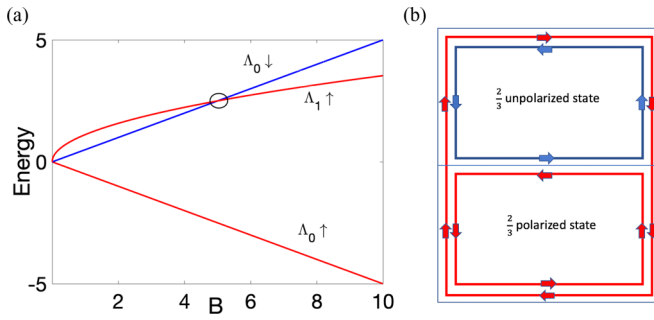 (a)
(b)
5
0
-5
Energy
Λ₀ ↓
Λ₁ ↑
Λ₀ ↑
2
4
6
8
10
B
2/3 unpolarized state
2/3 polarized state